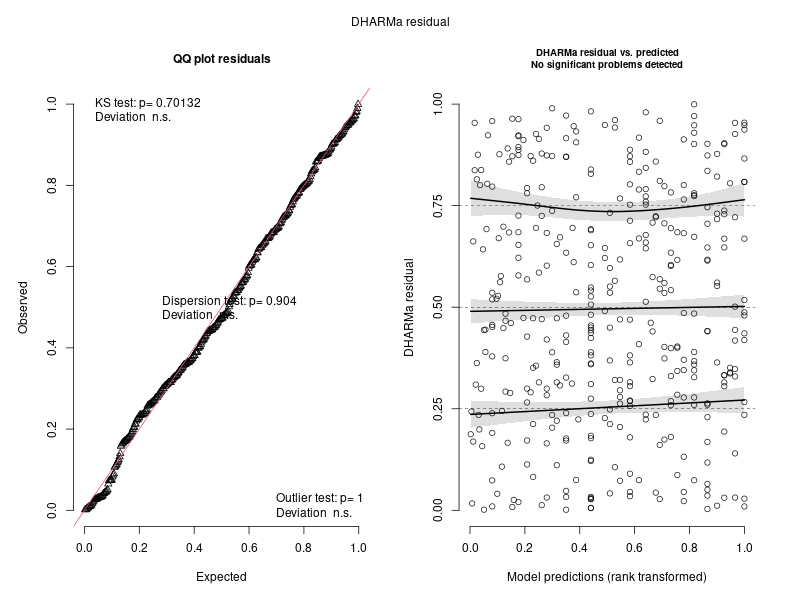 DHARMa residual
QQ plot residuals
KS test: p= 0.70132
Deviation n.s.
Dispersion test: p= 0.904
Deviation n.s.
Outlier test: p= 1
Deviation n.s.
Observed
0.0 0.2 0.4 0.6 0.8 1.0
0.0 0.2 0.4 0.6 0.8 1.0
Expected
DHARMa residual vs. predicted
No significant problems detected
DHARMa residual
0.00 0.25 0.50 0.75 1.00
0.0 0.2 0.4 0.6 0.8 1.0
Model predictions (rank transformed)